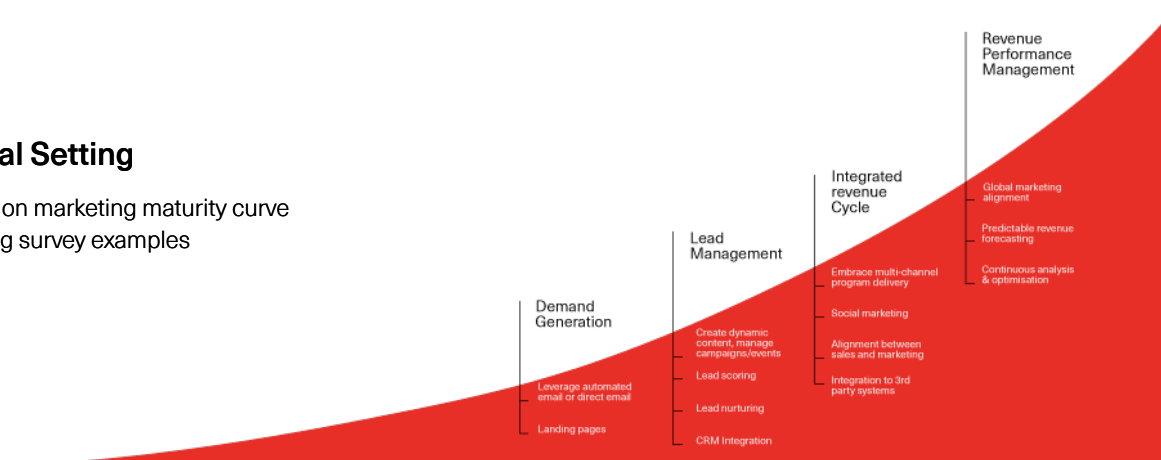 al Setting
on marketing maturity curve
g survey examples
Demand
Generation
Leverage automated
email or direct email
Landing pages
Lead
Management
Create dynamic
content, manage
campaigns/events
Lead scoring
Lead nurturing
CRM Integration
Integrated
revenue
Cycle
Embrace multi-channel
program delivery
Social marketing
Alignment between
sales and marketing
Integration to 3rd
party systems
Revenue
Performance
Management
Global marketing
alignment
Predictable revenue
forecasting
Continuous analysis
& optimisation